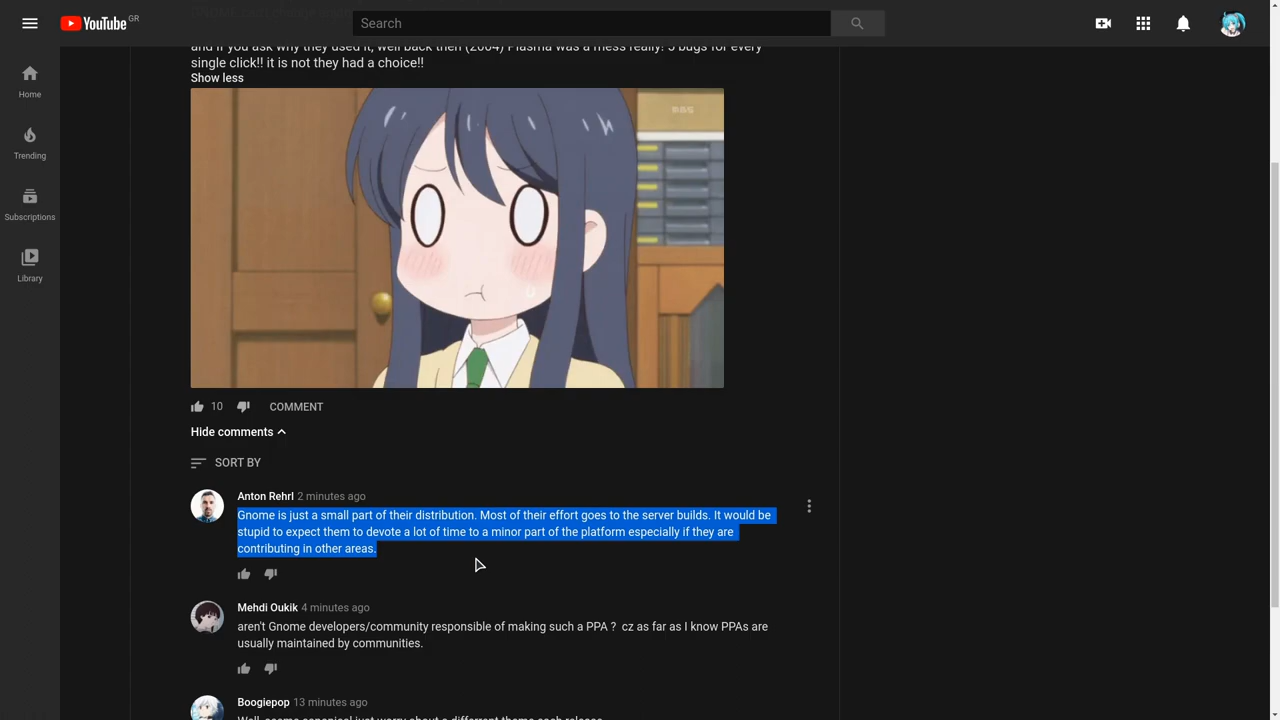 YouTube GR
Search
and if you ask why they used it, well back then (2004) Plasma was a mess really! 3 bugs for every
single click!! it is not they had a choice!!
Show less
Home
Trending
Subscriptions
Library
BBS
10
COMMENT
Hide comments
SORT BY
Anton Rehrl 2 minutes ago
Gnome is just a small part of their distribution. Most of their effort goes to the server builds. It would be
stupid to expect them to devote a lot of time to a minor part of the platform especially if they are
contributing in other areas.
Mehdi Oukik 4 minutes ago
aren't Gnome developers/community responsible of making such a PPA ? cz as far as I know PPAs are
usually maintained by communities.
Boogiepop 13 minutes ago